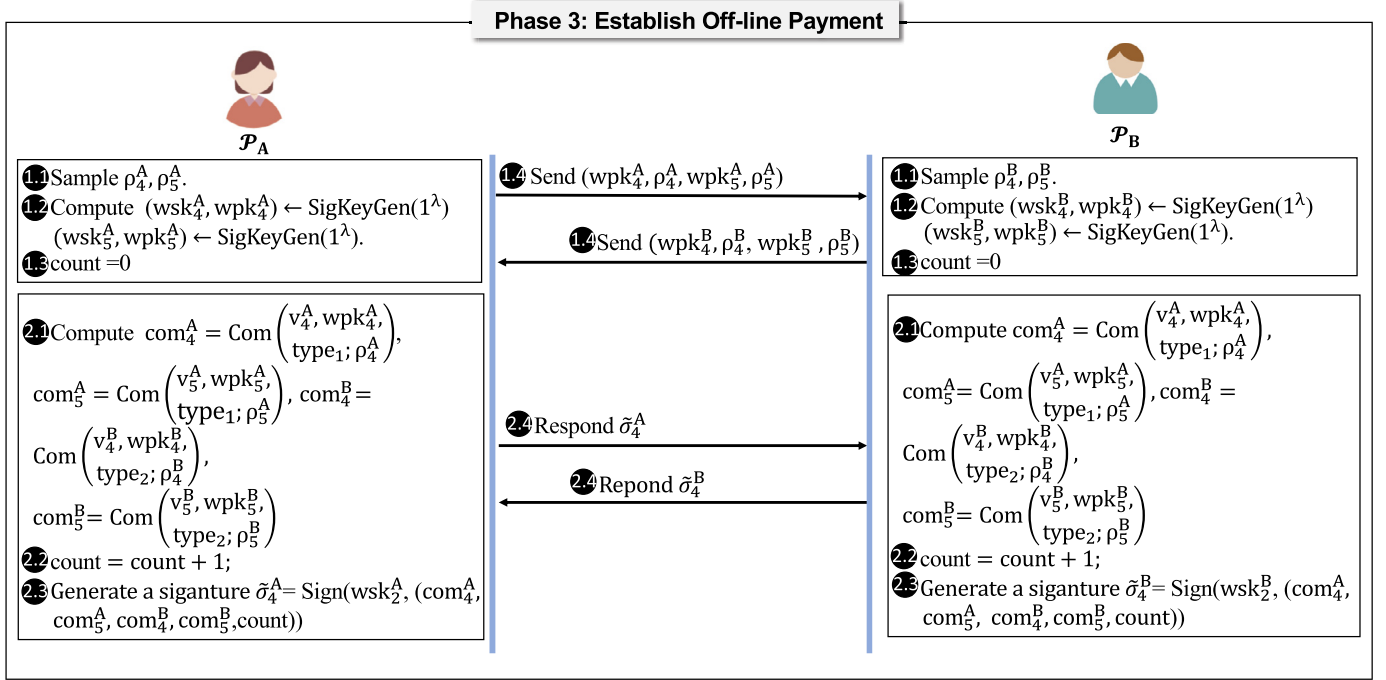 Phase 3: Establish Off-line Payment
𝒫_A
1.1 Sample ρ₄ᴬ, ρ₅ᴬ.
1.2 Compute (wsk₄ᴬ, wpk₄ᴬ) ← SigKeyGen(1^λ)
(wsk₅ᴬ, wpk₅ᴬ) ← SigKeyGen(1^λ).
1.3 count =0
2.1 Compute com₄ᴬ = Com (v₄ᴬ, wpk₄ᴬ,
type₁; ρ₄ᴬ),
com₅ᴬ = Com (v₅ᴬ, wpk₅ᴬ,
type₁; ρ₅ᴬ), com₄ᴮ =
Com (v₄ᴮ, wpk₄ᴮ,
type₂; ρ₄ᴮ),
com₅ᴮ= Com (v₅ᴮ, wpk₅ᴮ,
type₂; ρ₅ᴮ)
2.2 count = count + 1;
2.3 Generate a siganture σ̃₄ᴬ= Sign(wsk₂ᴬ, (com₄ᴬ,
com₅ᴬ, com₄ᴮ, com₅ᴮ,count))
1.4 Send (wpk₄ᴬ, ρ₄ᴬ, wpk₅ᴬ, ρ₅ᴬ)
1.4 Send (wpk₄ᴮ, ρ₄ᴮ, wpk₅ᴮ , ρ₅ᴮ)
2.4 Respond σ̃₄ᴬ
2.4 Repond σ̃₄ᴮ
𝒫_B
1.1 Sample ρ₄ᴮ, ρ₅ᴮ.
1.2 Compute (wsk₄ᴮ, wpk₄ᴮ) ← SigKeyGen(1^λ)
(wsk₅ᴮ, wpk₅ᴮ) ← SigKeyGen(1^λ).
1.3 count =0
2.1 Compute com₄ᴬ = Com (v₄ᴬ, wpk₄ᴬ,
type₁; ρ₄ᴬ),
com₅ᴬ= Com (v₅ᴬ, wpk₅ᴬ,
type₁; ρ₅ᴬ), com₄ᴮ =
Com (v₄ᴮ, wpk₄ᴮ,
type₂; ρ₄ᴮ),
com₅ᴮ= Com (v₅ᴮ, wpk₅ᴮ,
type₂; ρ₅ᴮ)
2.2 count = count + 1;
2.3 Generate a siganture σ̃₄ᴮ= Sign(wsk₂ᴮ, (com₄ᴬ,
com₅ᴬ, com₄ᴮ, com₅ᴮ, count))